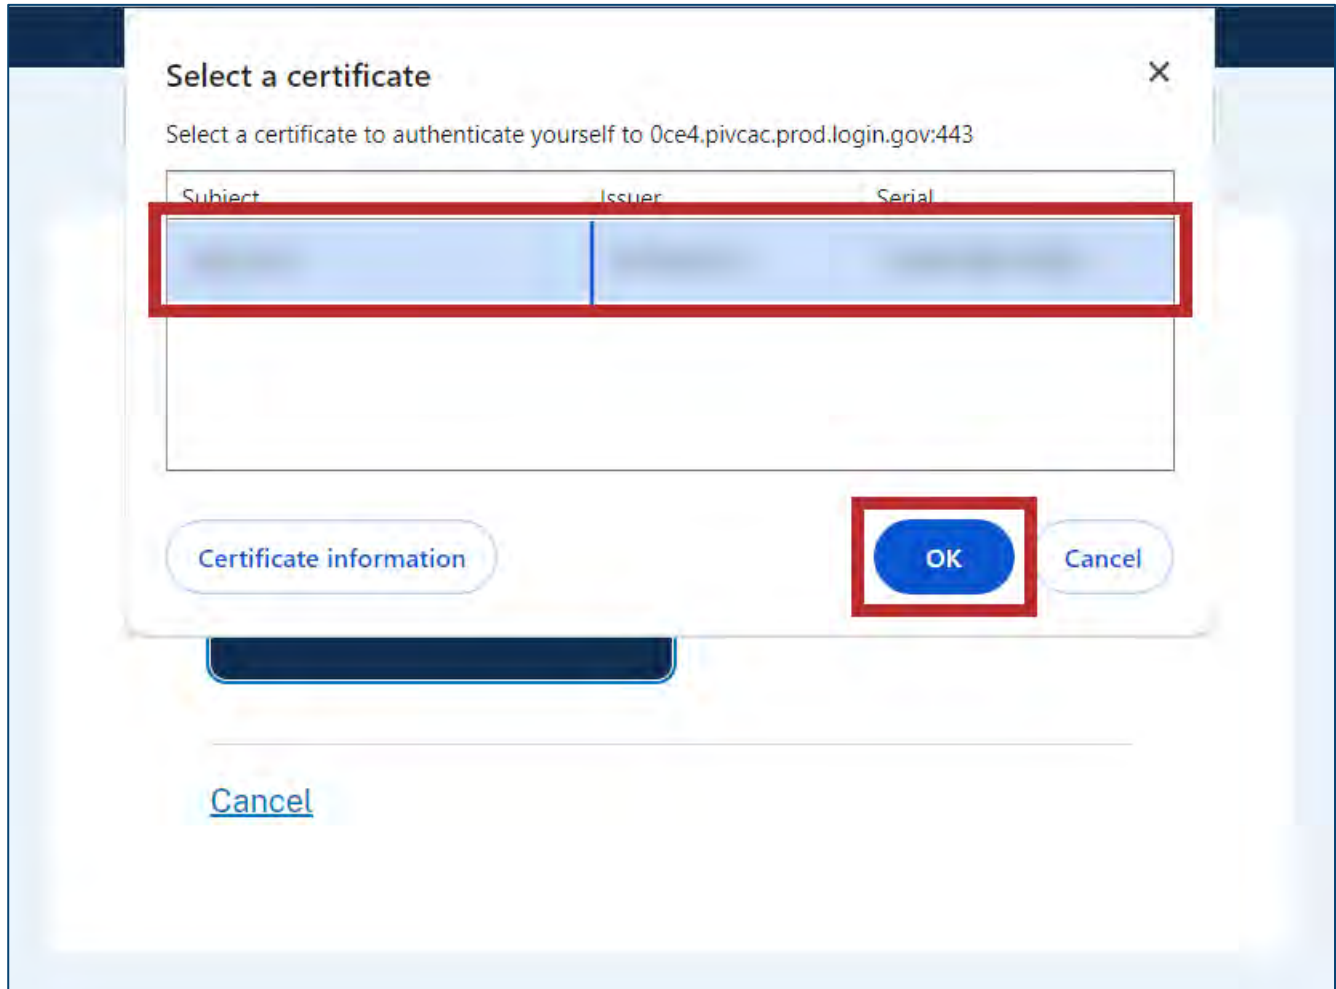 Select a certificate
Select a certificate to authenticate yourself to 0ce4.pivcac.prod.login.gov:443
Subject Issuer Serial
Certificate information OK Cancel
Cancel